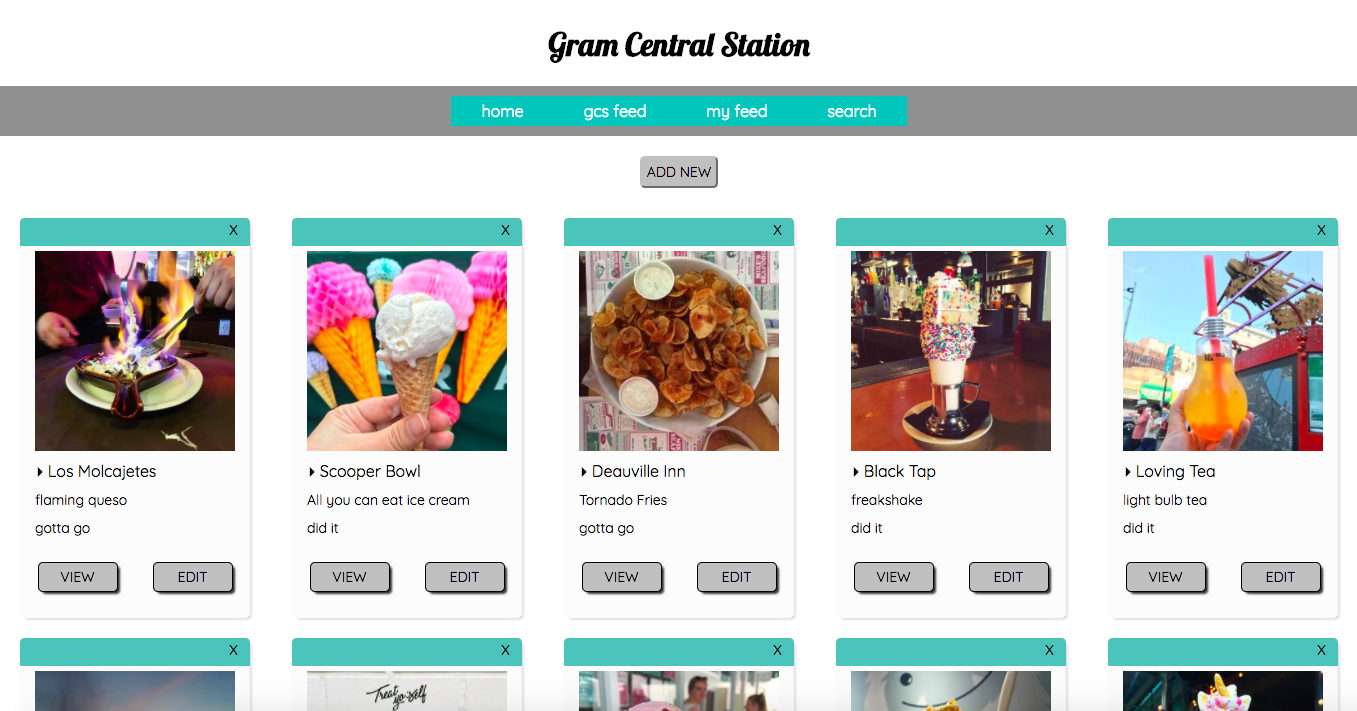 Gram Central Station
home gcs feed my feed search
ADD NEW
X X X X X
Los Molcajetes Scooper Bowl Deauville Inn Black Tap Loving Tea
flaming queso All you can eat ice cream Tornado Fries freakshake light bulb tea
gotta go did it gotta go did it did it
VIEW EDIT VIEW EDIT VIEW EDIT VIEW EDIT VIEW EDIT
X X X X X
Treat
yo self